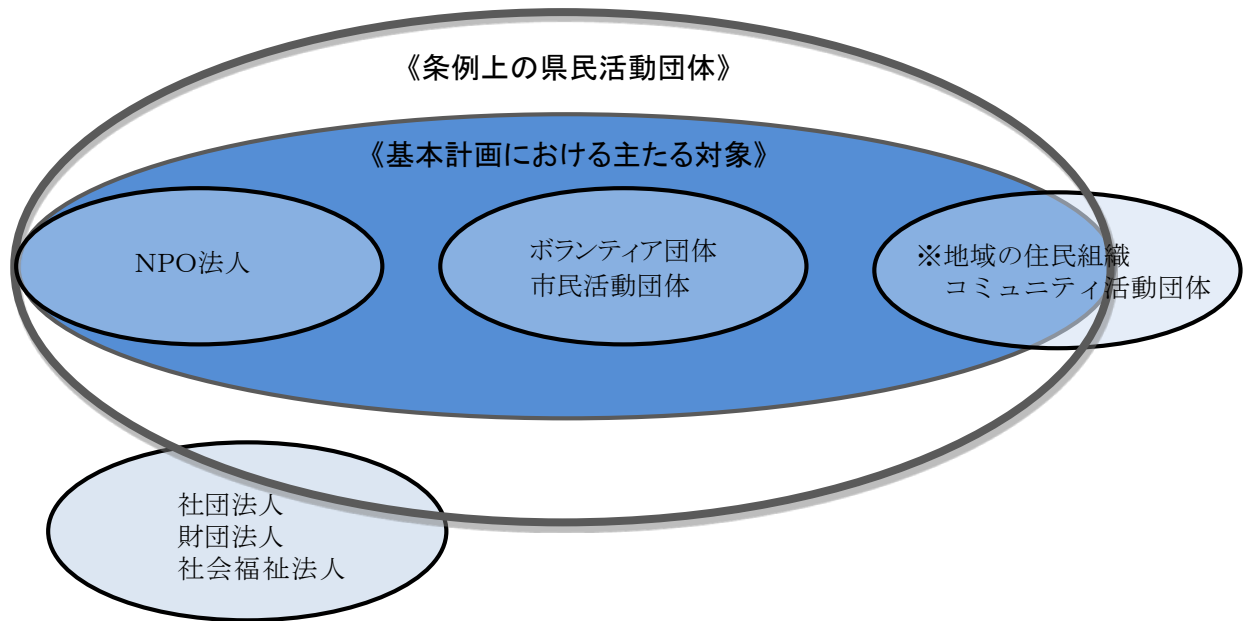 《条例上の県民活動団体》
《基本計画における主たる対象》
NPO法人
ボランティア団体
市民活動団体
※地域の住民組織
コミュニティ活動団体
社団法人
財団法人
社会福祉法人